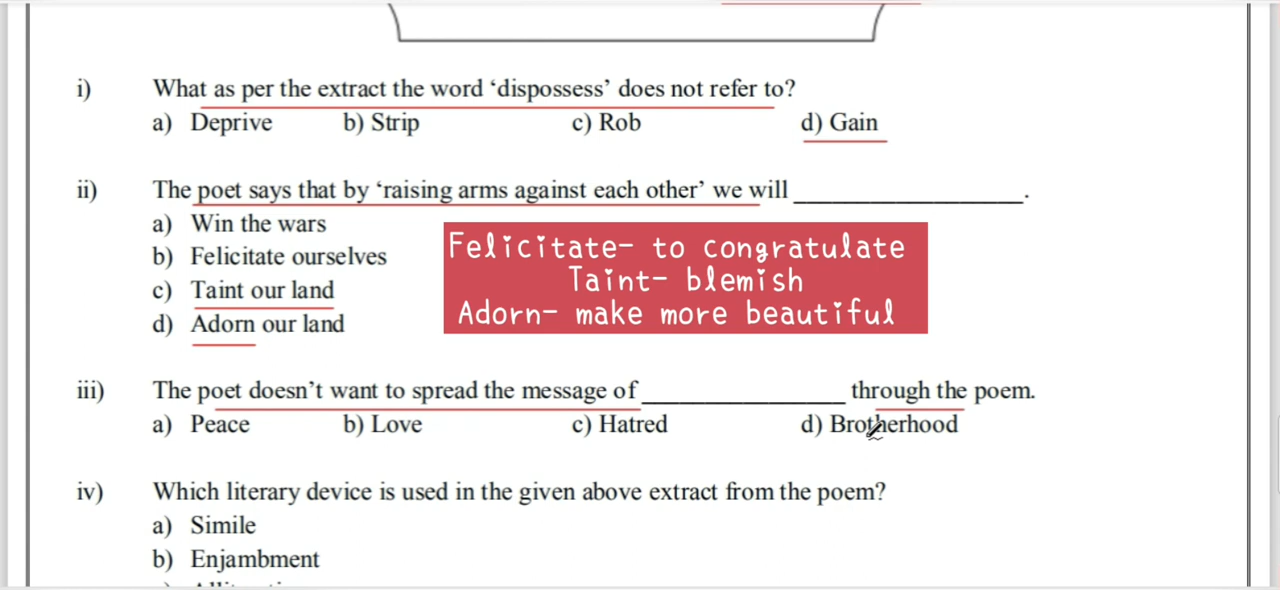 i) What as per the extract the word ‘dispossess’ does not refer to?
a) Deprive b) Strip c) Rob d) Gain
ii) The poet says that by ‘raising arms against each other’ we will ____________________.
a) Win the wars
b) Felicitate ourselves
c) Taint our land
d) Adorn our land
Felicitate- to congratulate
Taint- blemish
Adorn- make more beautiful
iii) The poet doesn’t want to spread the message of __________________ through the poem.
a) Peace b) Love c) Hatred d) Brotherhood
iv) Which literary device is used in the given above extract from the poem?
a) Simile
b) Enjambment